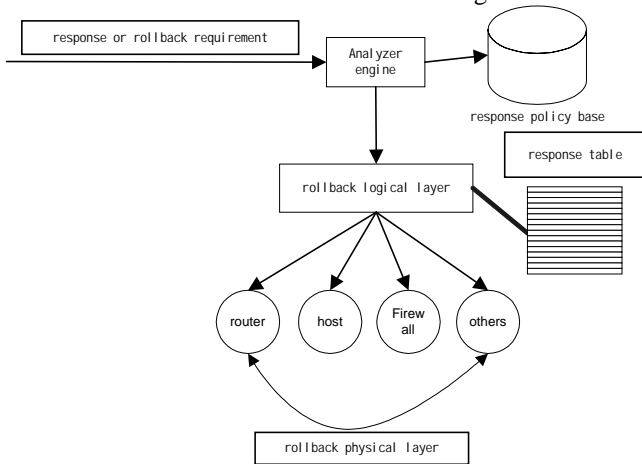 response or rollback requirement
Analyzer
engine
response policy base
response table
rollback logical layer
router
host
Firew
all
others
rollback physical layer